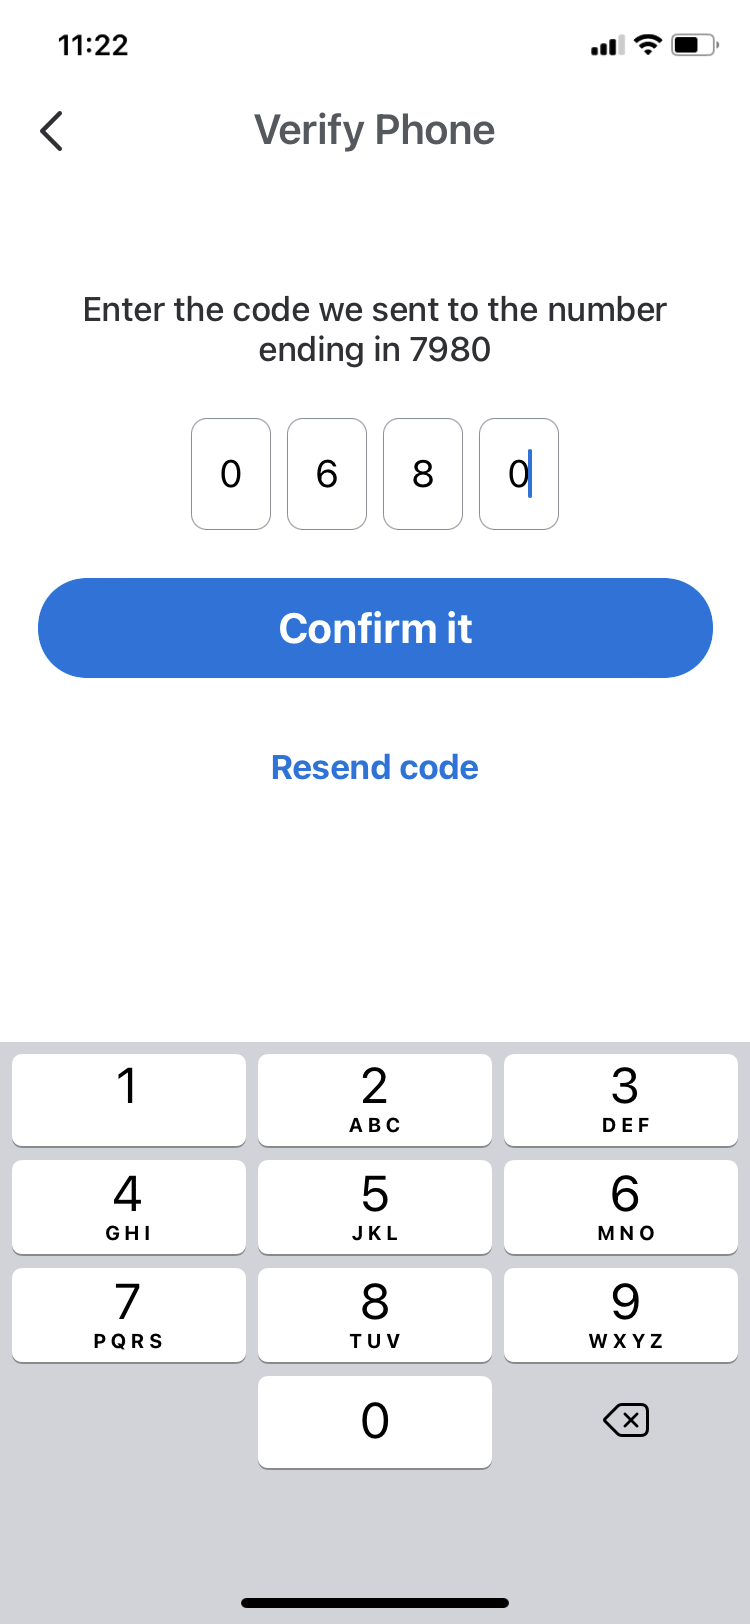 11:22
Verify Phone
Enter the code we sent to the number
ending in 7980
0 6 8 0
Confirm it
Resend code
1 2 3
ABC DEF
4 5 6
GHI JKL MNO
7 8 9
PQRS TUV WXYZ
0